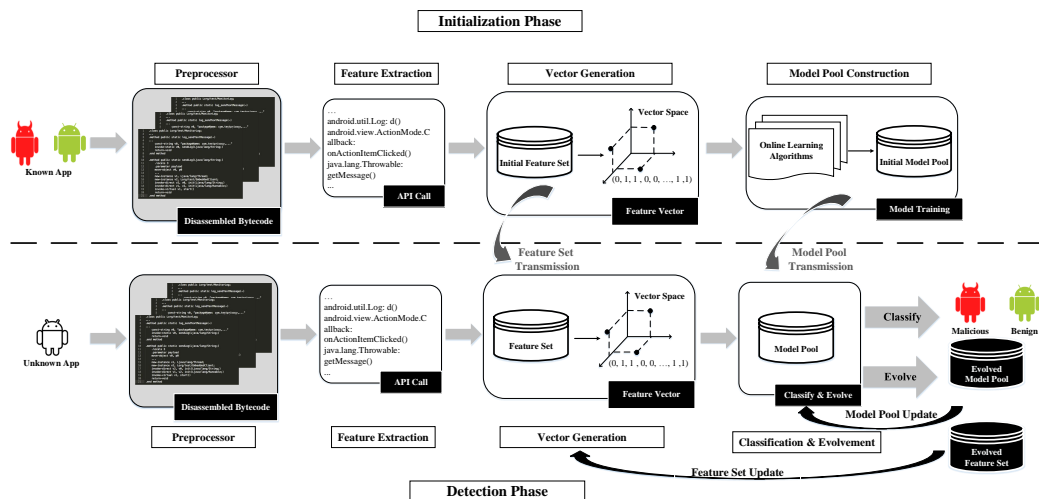 Initialization Phase
Preprocessor
Feature Extraction
Vector Generation
Model Pool Construction
Known App
Disassembled Bytecode
...
android.util.Log: d()
android.view.ActionMode.C
allback:
onActionItemClicked()
java.lang.Throwable:
getMessage()
...
API Call
Initial Feature Set
Vector Space
(0, 1, 1 , 0, 0, …, 1 ,1)
Feature Vector
Online Learning
Algorithms
Initial Model Pool
Model Training
Feature Set
Transmission
Model Pool
Transmission
Unknown App
Disassembled Bytecode
...
android.util.Log: d()
android.view.ActionMode.C
allback:
onActionItemClicked()
java.lang.Throwable:
getMessage()
...
API Call
Feature Set
Vector Space
(0, 1, 1 , 0, 0, …, 1 ,1)
Feature Vector
Model Pool
Classify & Evolve
Classify
Evolve
Malicious
Benign
Evolved
Model Pool
Model Pool Update
Preprocessor
Feature Extraction
Vector Generation
Classification & Evolvement
Evolved
Feature Set
Feature Set Update
Detection Phase